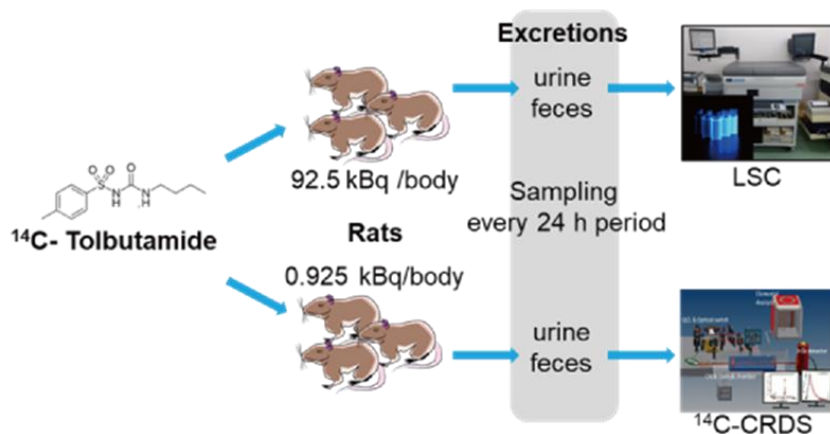 Excretions
urine
feces
LSC
92.5 kBq /body
O O O
S
N
H
N
H
14C- Tolbutamide
Sampling
every 24 h period
Rats
0.925 kBq/body
urine
feces
14C-CRDS